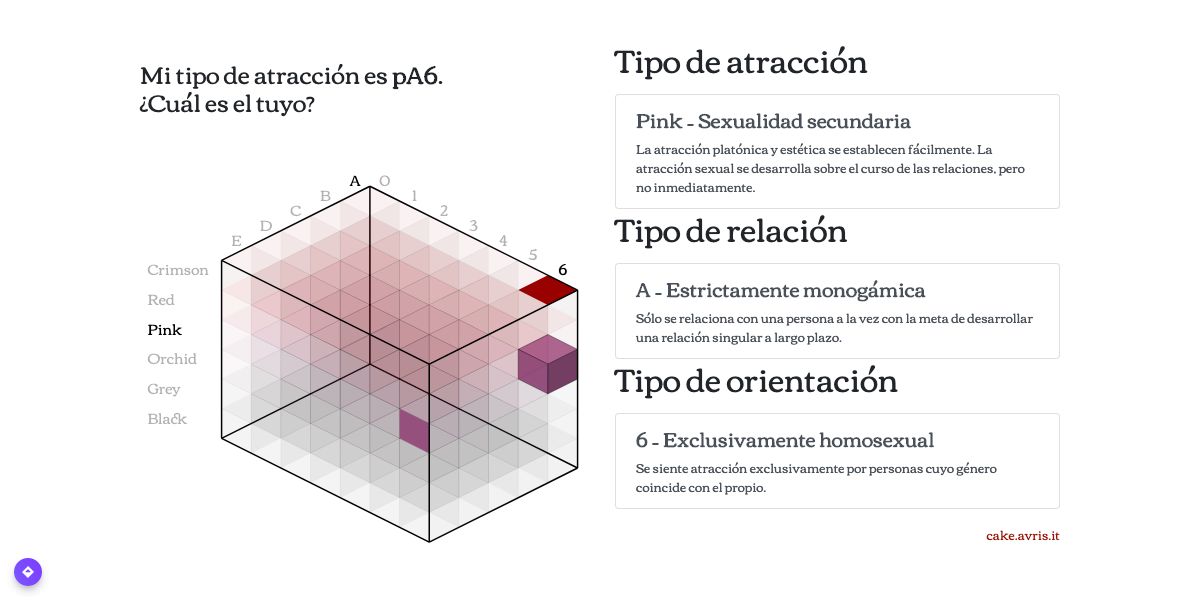 Mi tipo de atracción es pA6.
¿Cuál es el tuyo?
A
O
B
1
C
2
D
3
E
4
5
6
Crimson
Red
Pink
Orchid
Grey
Black
Tipo de atracción
Pink - Sexualidad secundaria
La atracción platónica y estética se establecen fácilmente. La
atracción sexual se desarrolla sobre el curso de las relaciones, pero
no inmediatamente.
Tipo de relación
A - Estrictamente monogámica
Sólo se relaciona con una persona a la vez con la meta de desarrollar
una relación singular a largo plazo.
Tipo de orientación
6 - Exclusivamente homosexual
Se siente atracción exclusivamente por personas cuyo género
coincide con el propio.
cake.avris.it